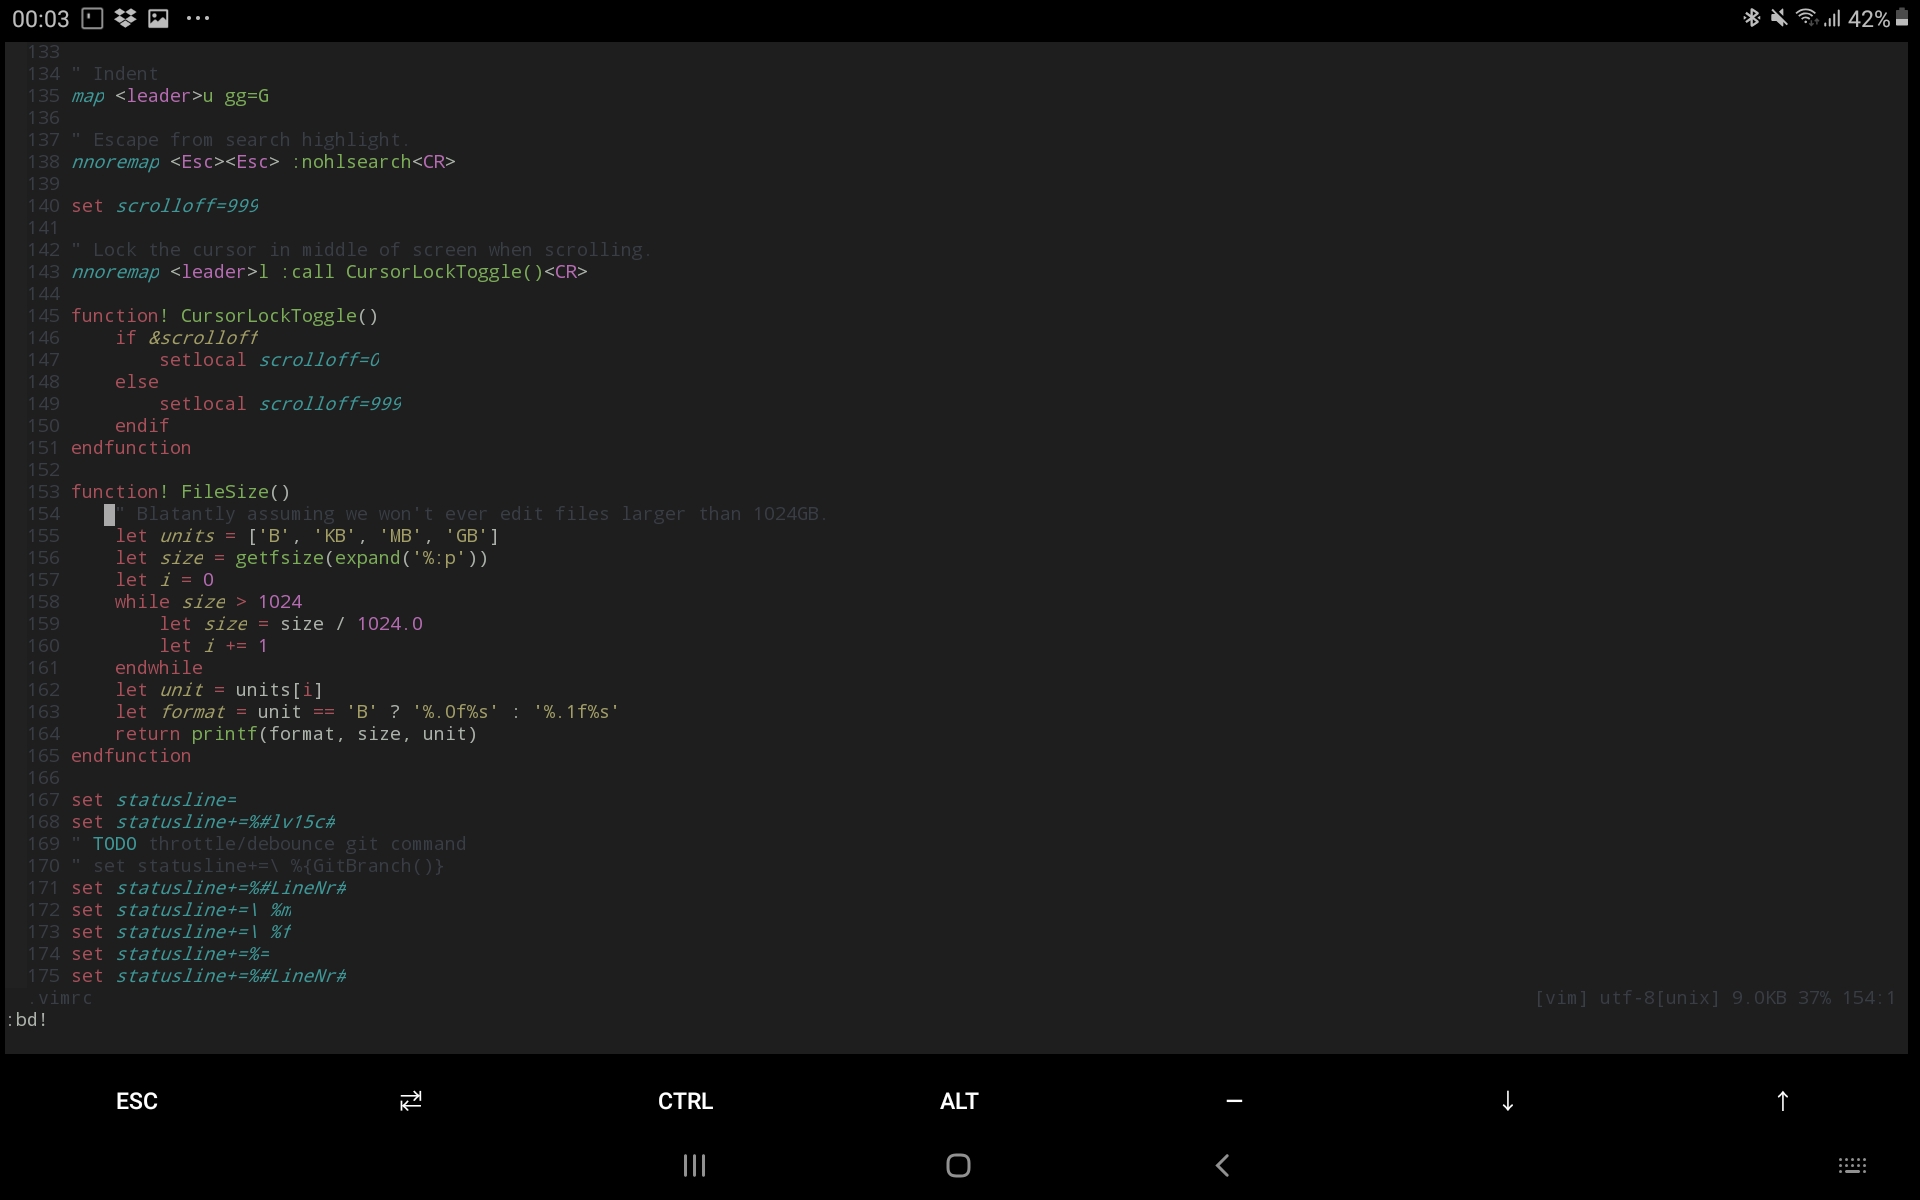 00:03 42%
133
134 " Indent
135 map <leader>u gg=G
136
137 " Escape from search highlight.
138 nnoremap <Esc><Esc> :nohlsearch<CR>
139
140 set scrolloff=999
141
142 " Lock the cursor in middle of screen when scrolling.
143 nnoremap <leader>l :call CursorLockToggle()<CR>
144
145 function! CursorLockToggle()
146     if &scrolloff
147         setlocal scrolloff=0
148     else
149         setlocal scrolloff=999
150     endif
151 endfunction
152
153 function! FileSize()
154     " Blatantly assuming we won't ever edit files larger than 1024GB.
155     let units = ['B', 'KB', 'MB', 'GB']
156     let size = getfsize(expand('%:p'))
157     let i = 0
158     while size > 1024
159         let size = size / 1024.0
160         let i += 1
161     endwhile
162     let unit = units[i]
163     let format = unit == 'B' ? '%.0f%s' : '%.1f%s'
164     return printf(format, size, unit)
165 endfunction
166
167 set statusline=
168 set statusline+=%#lv15c#
169 " TODO throttle/debounce git command
170 " set statusline+=\ %{GitBranch()}
171 set statusline+=%#LineNr#
172 set statusline+=\ %m
173 set statusline+=\ %f
174 set statusline+=%=
175 set statusline+=%#LineNr#
.vimrc [vim] utf-8[unix] 9.0KB 37% 154:1
:bd!
ESC ⇄ CTRL ALT — ↓ ↑